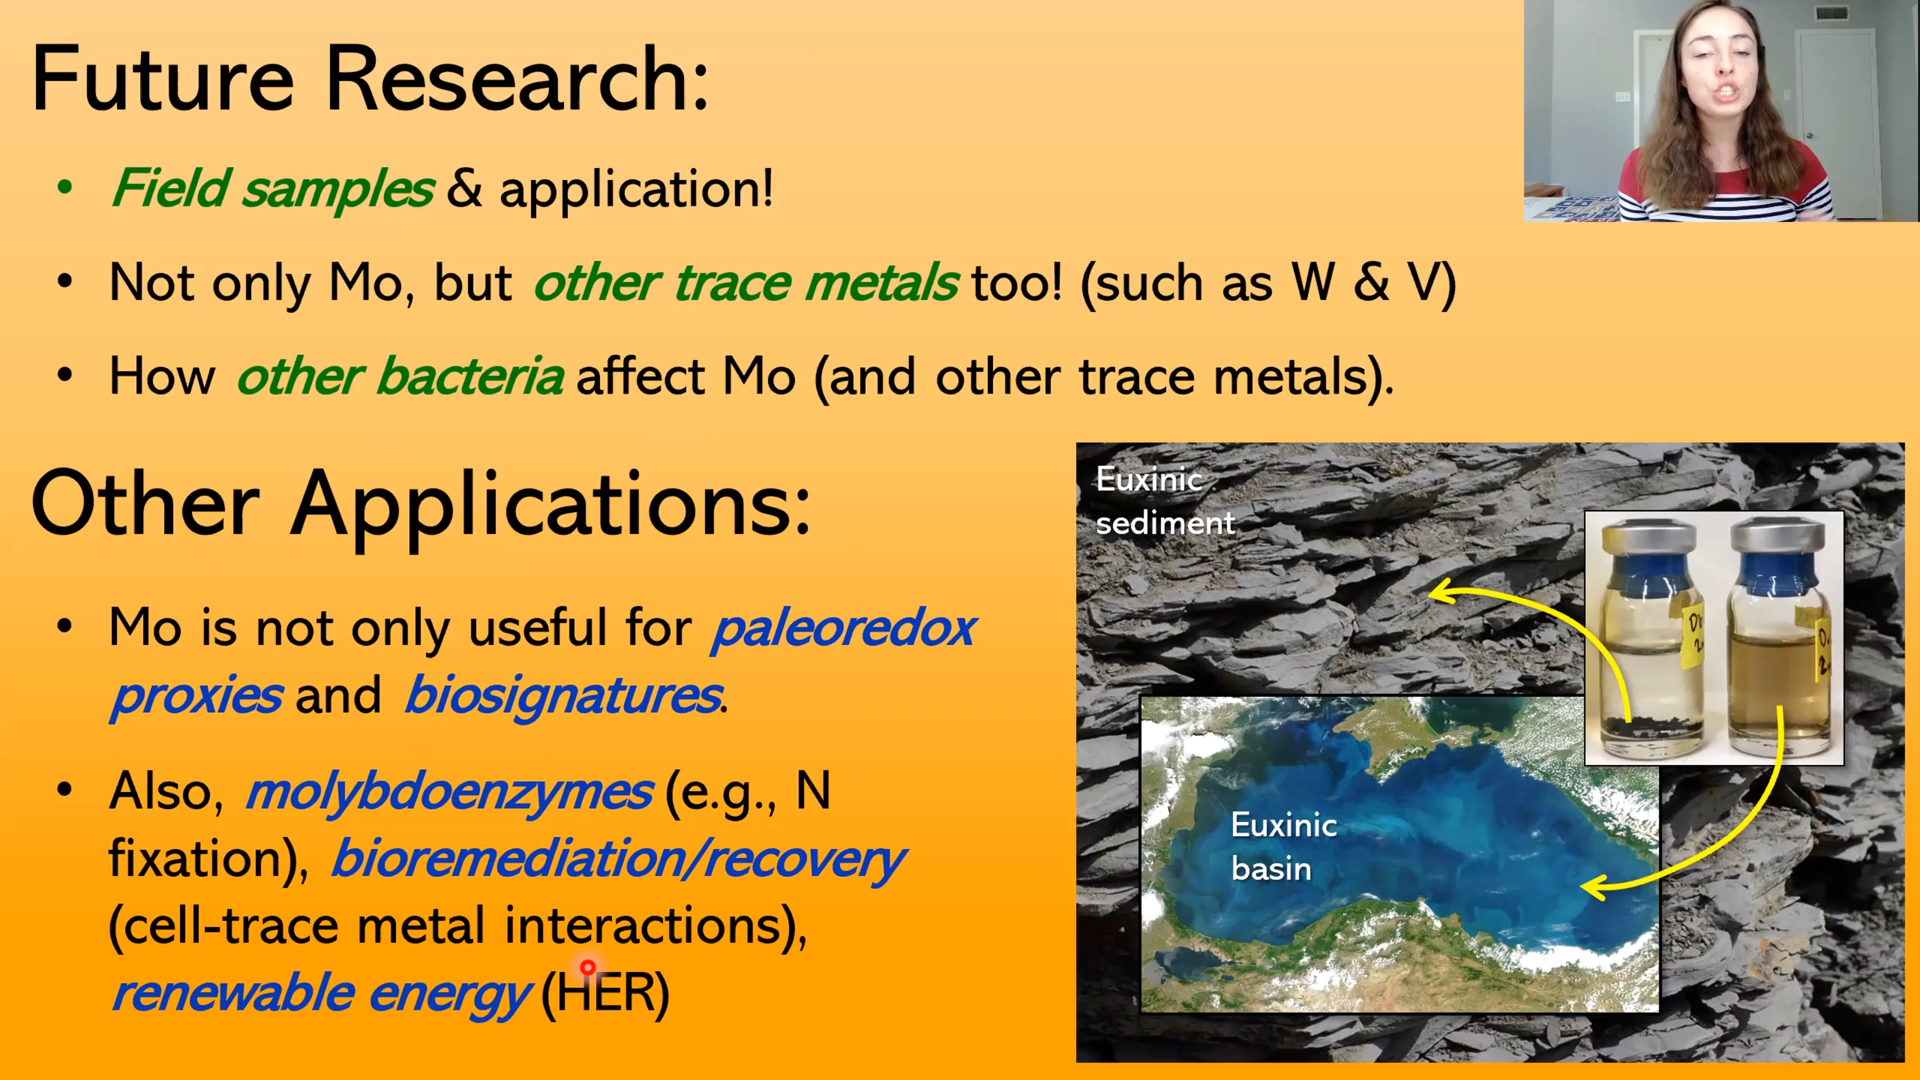 Future Research:
• Field samples & application!
• Not only Mo, but other trace metals too! (such as W & V)
• How other bacteria affect Mo (and other trace metals).
Other Applications:
• Mo is not only useful for paleoredox
proxies and biosignatures.
• Also, molybdoenzymes (e.g., N
fixation), bioremediation/recovery
(cell-trace metal interactions),
renewable energy (HER)
Euxinic
sediment
Euxinic
basin